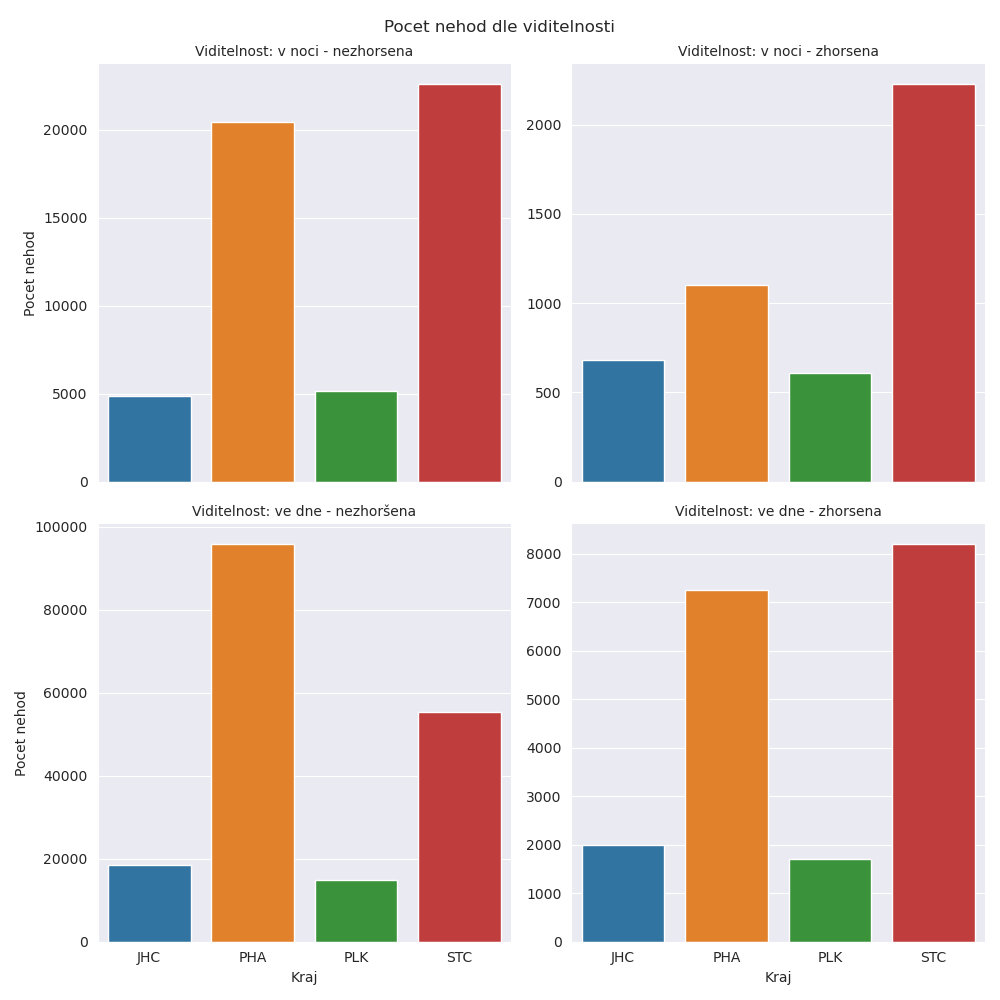 Pocet nehod dle viditelnosti
Viditelnost: v noci - nezhorsena
Pocet nehod
20000
15000
10000
5000
0
Viditelnost: v noci - zhorsena
2000
1500
1000
500
0
Viditelnost: ve dne - nezhoršena
Pocet nehod
100000
80000
60000
40000
20000
0
JHC PHA PLK STC
Kraj
Viditelnost: ve dne - zhorsena
8000
7000
6000
5000
4000
3000
2000
1000
0
JHC PHA PLK STC
Kraj